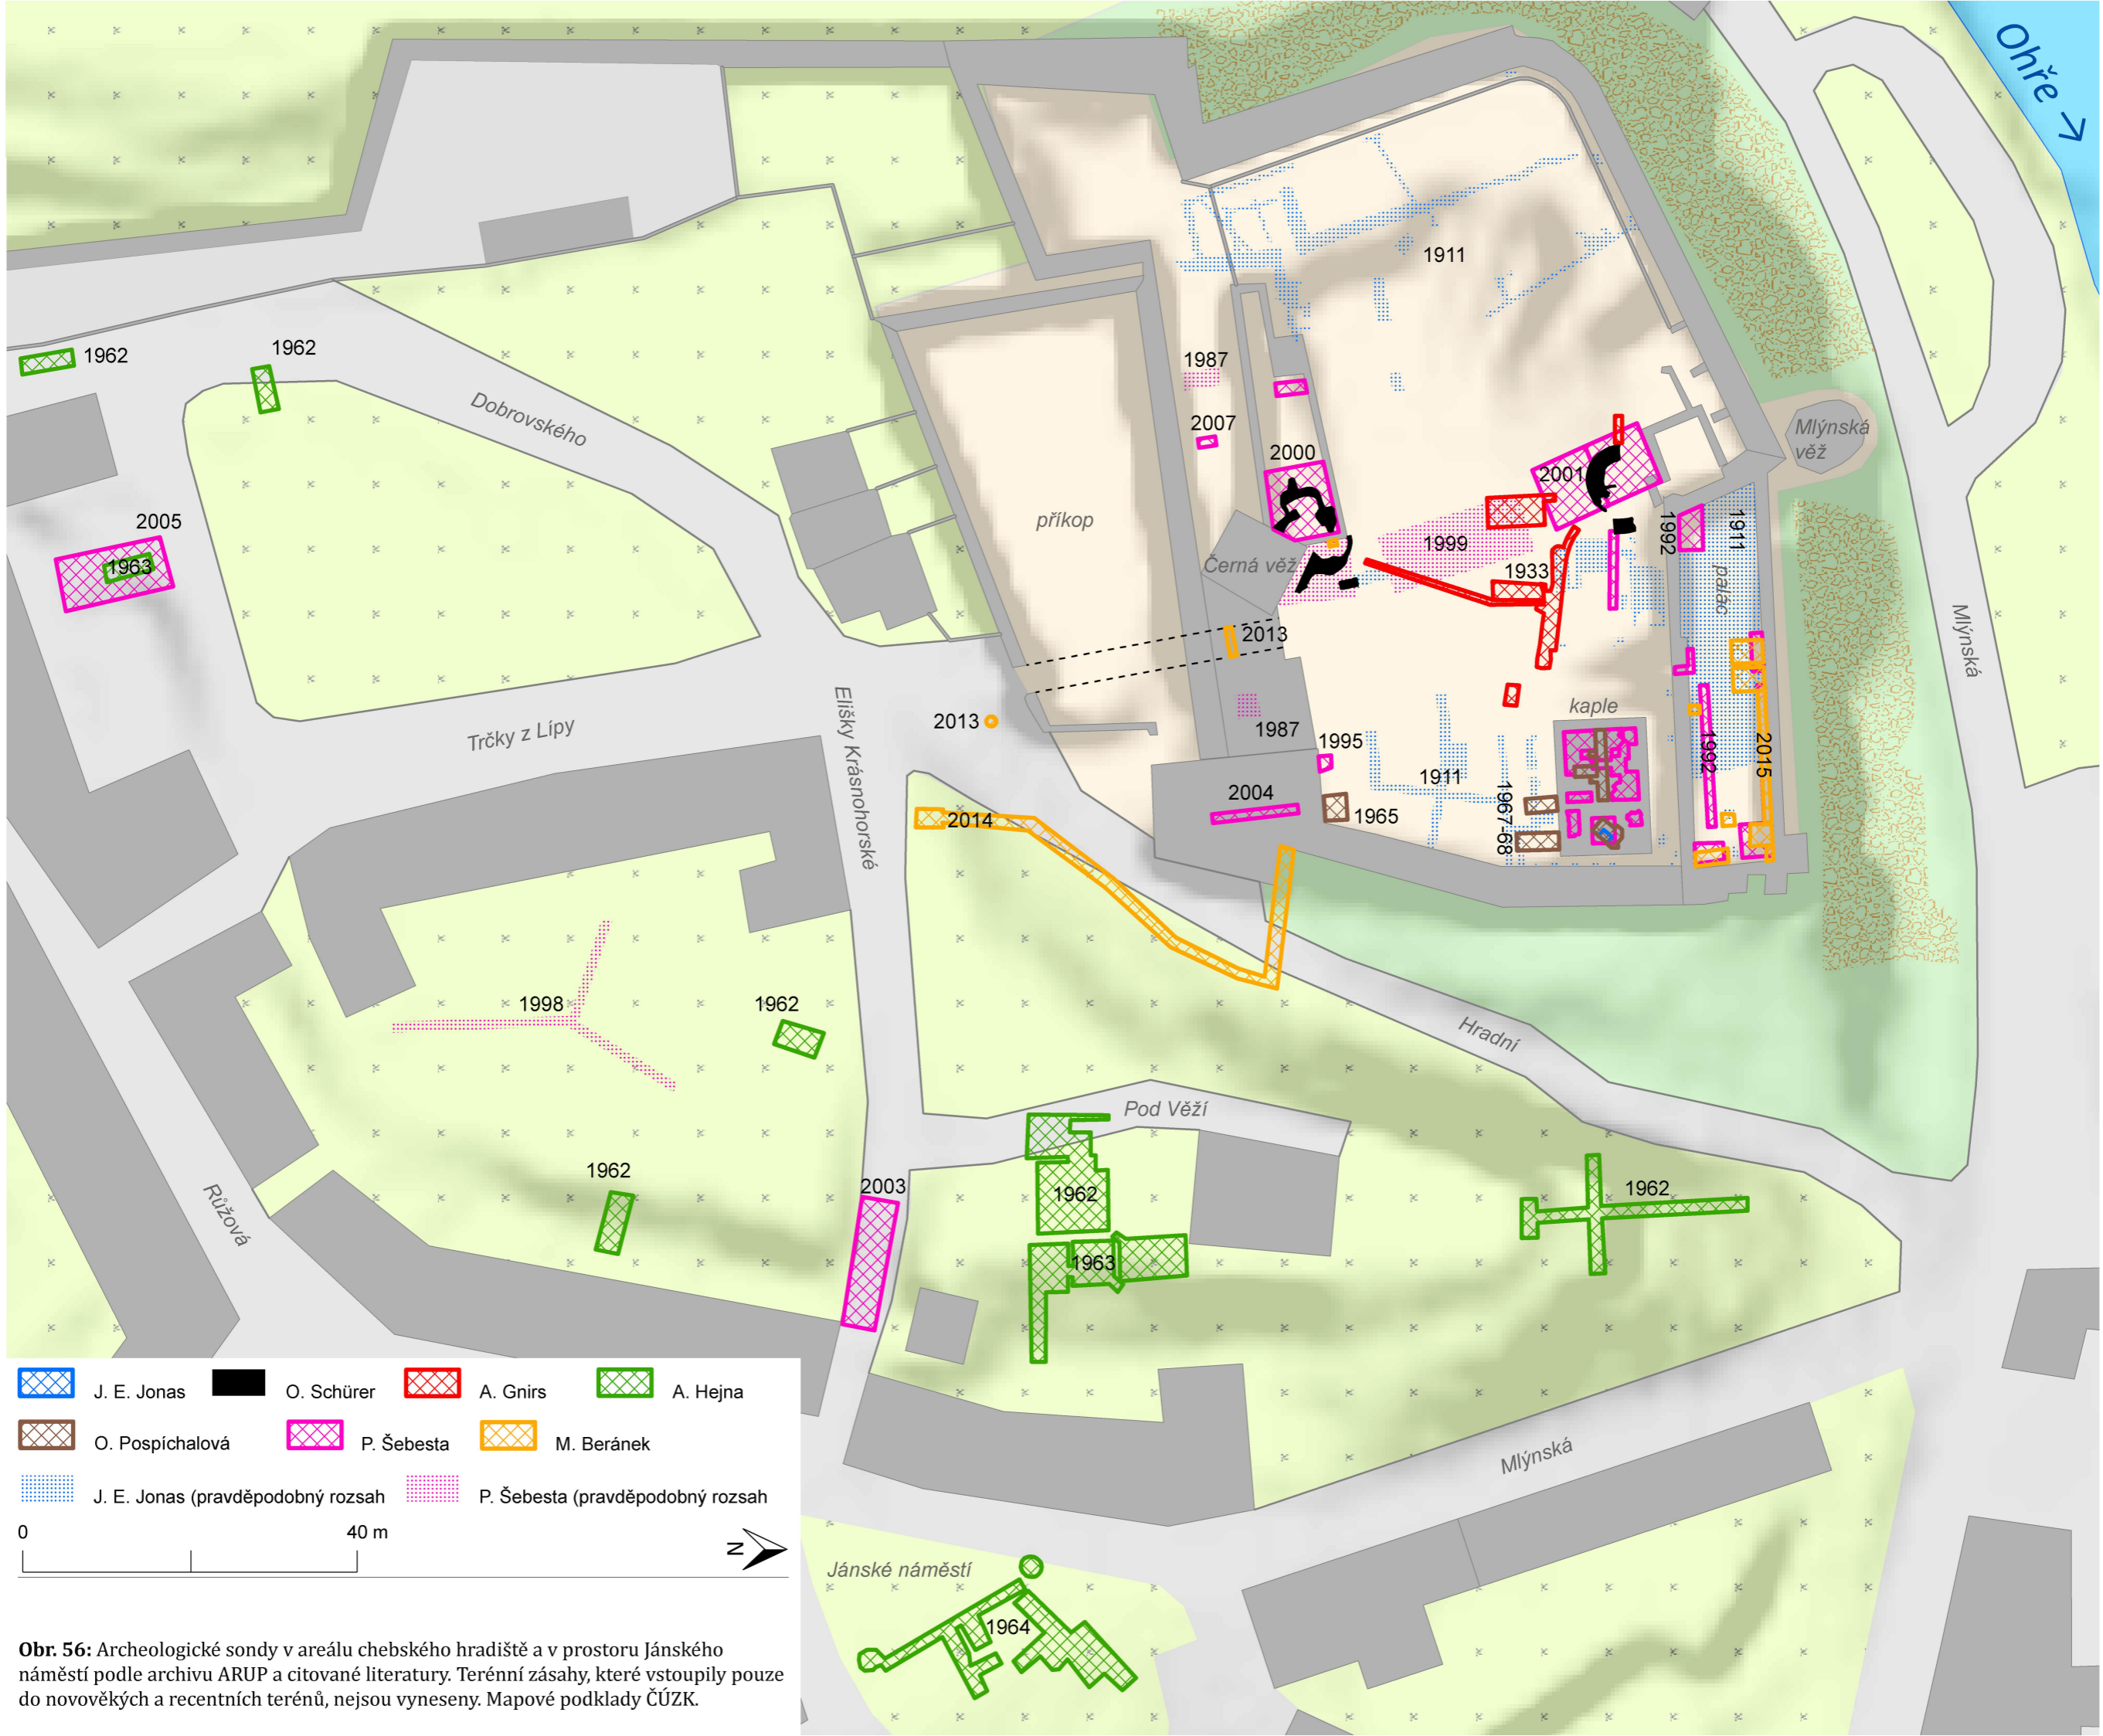 Ohře
1911
1962
1962
1987
Dobrovského
2007
Mlýnská
věž
2000
2001
2005
příkop
1992
1911
1999
1963
Černá věž
1933
palác
Mlýnská
2013
kaple
Elišky Krásnohorské
2013
Trčky z Lípy
1987
1995
1992
2015
1911
2004
1967-68
1965
2014
1998
1962
Hradní
Pod Věží
1962
2003
1962
1962
Růžová
1963
J. E. Jonas O. Schürer A. Gnirs A. Hejna
O. Pospíchalová P. Šebesta M. Beránek
J. E. Jonas (pravděpodobný rozsah P. Šebesta (pravděpodobný rozsah
Mlýnská
0 40 m
N
Jánské náměstí
1964
Obr. 56: Archeologické sondy v areálu chebského hradiště a v prostoru Jánského
náměstí podle archivu ARUP a citované literatury. Terénní zásahy, které vstoupily pouze
do novověkých a recentních terénů, nejsou vyneseny. Mapové podklady ČÚZK.